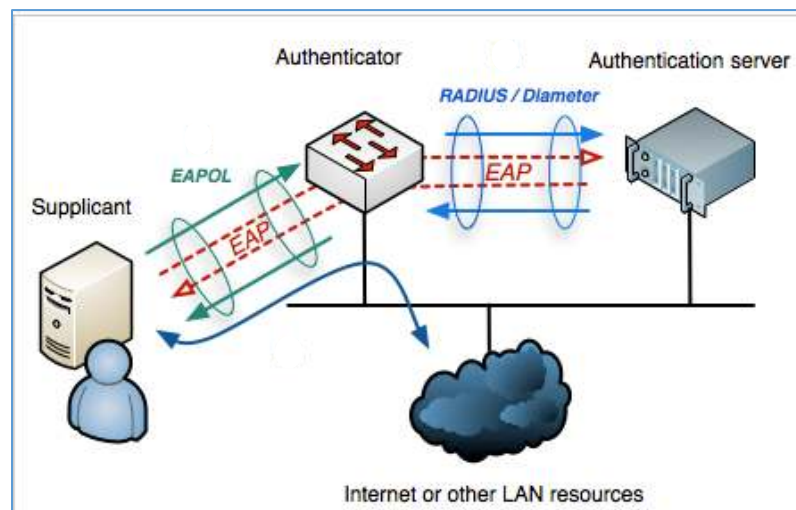 Authenticator
Authentication server
RADIUS / Diameter
EAP
EAPOL
Supplicant
EAP
Internet or other LAN resources